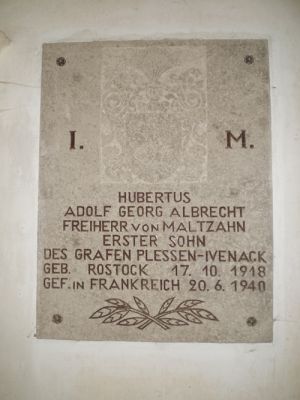 I. M.
HUBERTUS
ADOLF GEORG ALBRECHT
FREIHERR VON MALTZAHN
ERSTER SOHN
DES GRAFEN PLESSEN-IVENACK
GEB. ROSTOCK 17. 10. 1918
GEF. IN FRANKREICH 20. 6. 1940